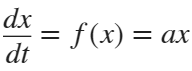 dx/dt = f(x) = ax